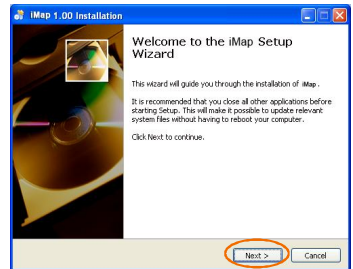 iMap 1.00 Installation
Welcome to the iMap Setup
Wizard
This wizard will guide you through the installation of iMap.
It is recommended that you close all other applications before
starting Setup. This will make it possible to update relevant
system files without having to reboot your computer.
Click Next to continue.
Next >
Cancel